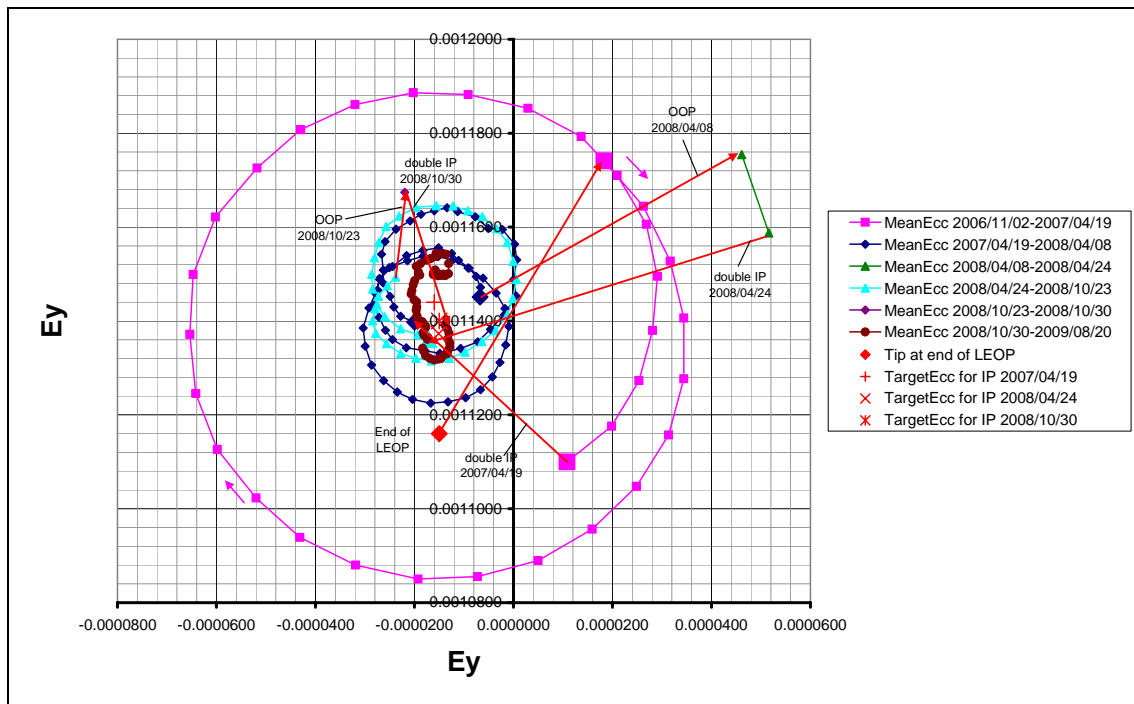 0.0012000
0.0011800
0.0011600
0.0011400
0.0011200
0.0011000
0.0010800
-0.0000800
-0.0000600
-0.0000400
-0.0000200
0.0000000
0.0000200
0.0000400
0.0000600
Ey
Ey
OOP
2008/04/08
double IP
2008/10/30
OOP
2008/10/23
double IP
2008/04/24
End of
LEOP
double IP
2007/04/19
MeanEcc 2006/11/02-2007/04/19
MeanEcc 2007/04/19-2008/04/08
MeanEcc 2008/04/08-2008/04/24
MeanEcc 2008/04/24-2008/10/23
MeanEcc 2008/10/23-2008/10/30
MeanEcc 2008/10/30-2009/08/20
Tip at end of LEOP
TargetEcc for IP 2007/04/19
TargetEcc for IP 2008/04/24
TargetEcc for IP 2008/10/30